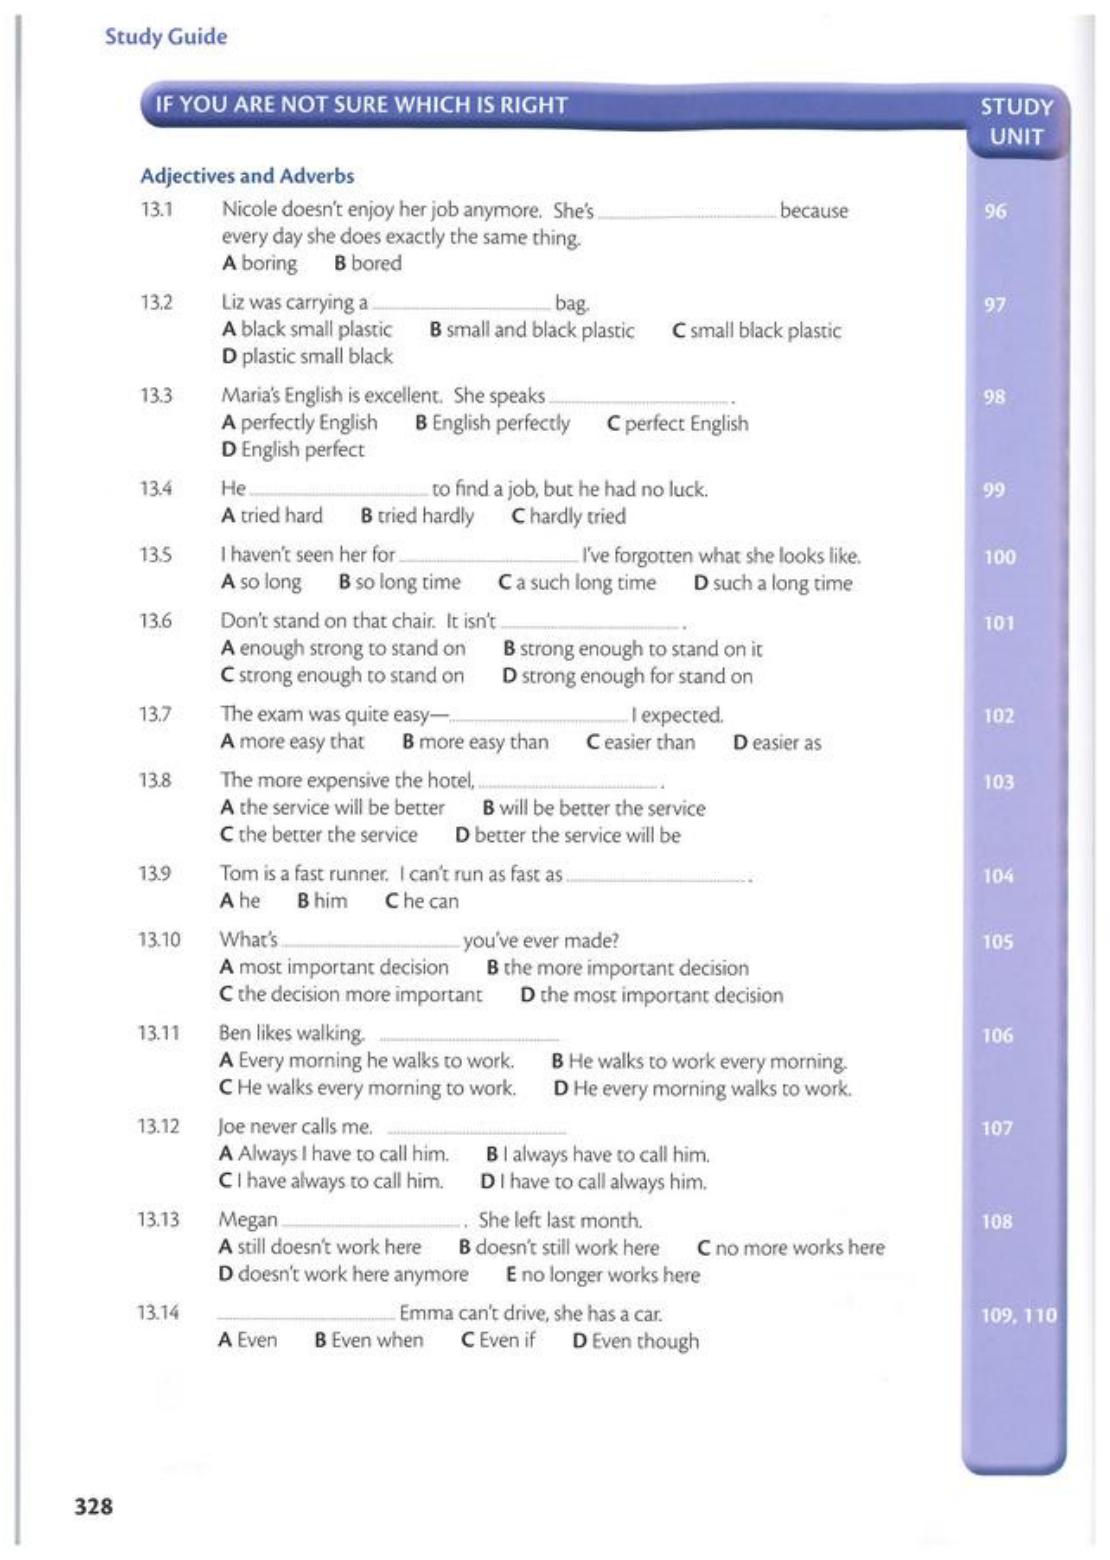 Study Guide
IF YOU ARE NOT SURE WHICH IS RIGHT
STUDY
UNIT
Adjectives and Adverbs
13.1 Nicole doesn't enjoy her job anymore. She's ____ because 96
every day she does exactly the same thing.
A boring B bored
13.2 Liz was carrying a ____ bag. 97
A black small plastic B small and black plastic C small black plastic
D plastic small black
13.3 Maria's English is excellent. She speaks ____ . 98
A perfectly English B English perfectly C perfect English
D English perfect
13.4 He ____ to find a job, but he had no luck. 99
A tried hard B tried hardly C hardly tried
13.5 I haven't seen her for ____ I've forgotten what she looks like. 100
A so long B so long time C a such long time D such a long time
13.6 Don't stand on that chair. It isn't ____ . 101
A enough strong to stand on B strong enough to stand on it
C strong enough to stand on D strong enough for stand on
13.7 The exam was quite easy—____ I expected. 102
A more easy that B more easy than C easier than D easier as
13.8 The more expensive the hotel, ____ . 103
A the service will be better B will be better the service
C the better the service D better the service will be
13.9 Tom is a fast runner. I can't run as fast as ____ . 104
A he B him C he can
13.10 What's ____ you've ever made? 105
A most important decision B the more important decision
C the decision more important D the most important decision
13.11 Ben likes walking. ____ 106
A Every morning he walks to work. B He walks to work every morning.
C He walks every morning to work. D He every morning walks to work.
13.12 Joe never calls me. ____ 107
A Always I have to call him. B I always have to call him.
C I have always to call him. D I have to call always him.
13.13 Megan ____ . She left last month. 108
A still doesn't work here B doesn't still work here C no more works here
D doesn't work here anymore E no longer works here
13.14 ____ Emma can't drive, she has a car. 109, 110
A Even B Even when C Even if D Even though
328